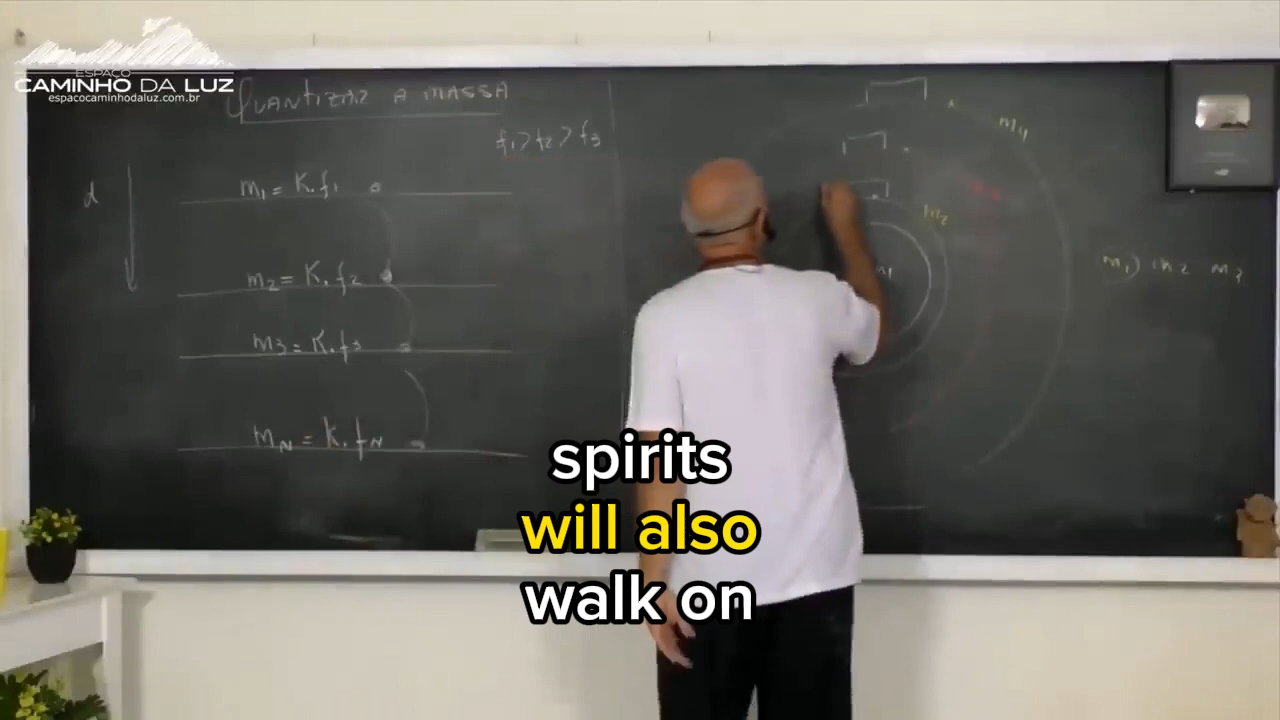 ESPAÇO
CAMINHO DA LUZ
espacocaminhodaluz.com.br
QUANTIZAR A MASSA
f1 > f2 > f3
d
m1 = K.f1
m2 = K.f2
m3 = K.f3
mN = K.fN
m4
m2
m1) m2 m3
spirits
will also
walk on